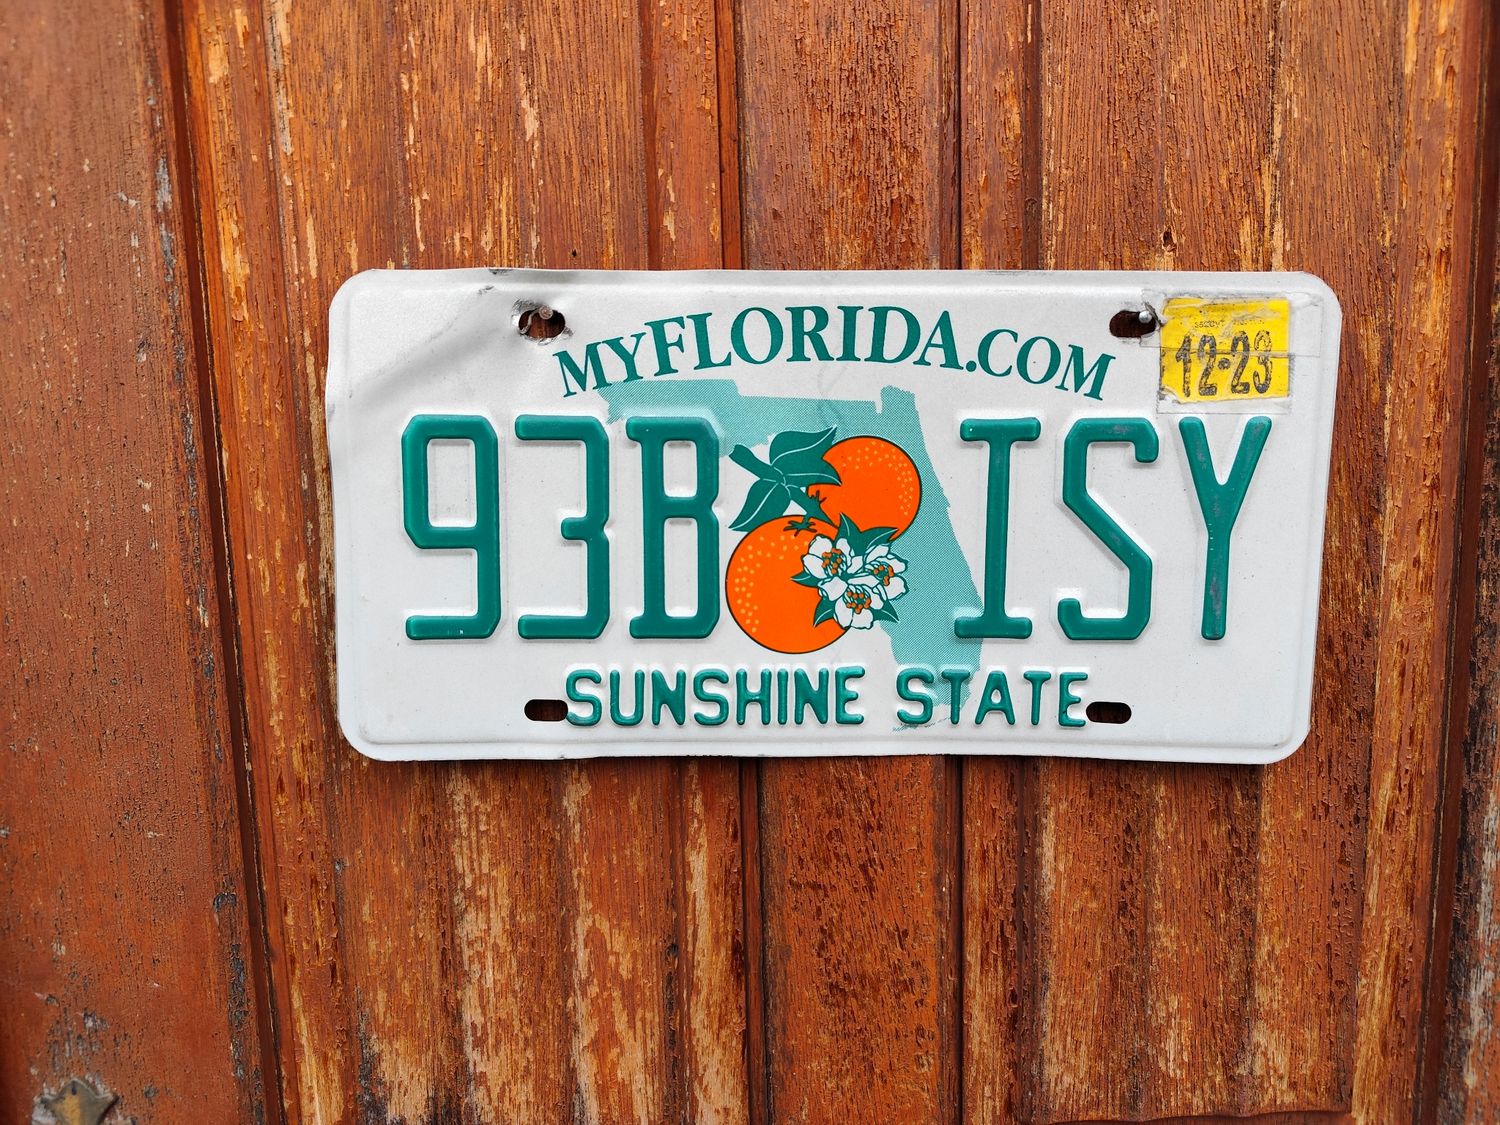 MYFLORIDA.COM
12-23
93B ISY
SUNSHINE STATE